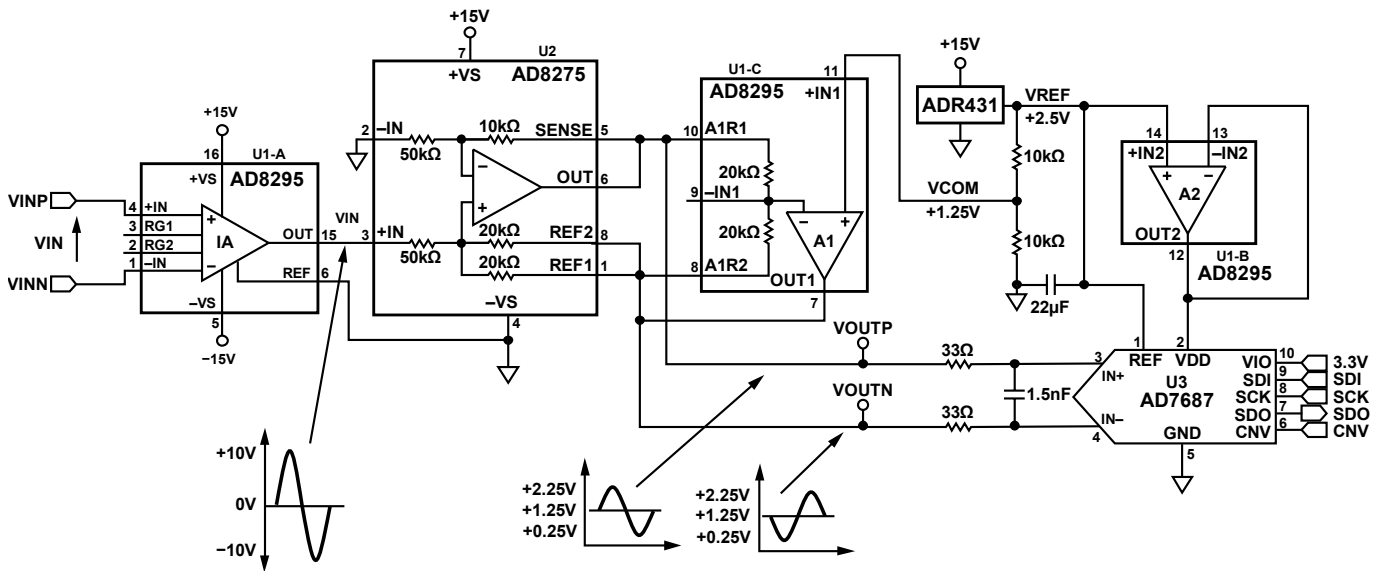 +15V
7
U2
+VS
AD8275
2
–IN
50kΩ
10kΩ
SENSE
5
OUT
6
–
+
3
+IN
50kΩ
20kΩ
REF2
8
20kΩ
REF1
1
–VS
4
VIN
+15V
16
U1-A
+VS
AD8295
VINP
4
+IN
3
RG1
2
RG2
VIN
VINN
1
–IN
+
IA
–
OUT
15
REF
6
–VS
5
–15V
U1-C
11
AD8295
+IN1
10
A1R1
20kΩ
9
–IN1
20kΩ
–
+
A1
8
A1R2
OUT1
7
+15V
ADR431
VREF
+2.5V
10kΩ
VCOM
+1.25V
10kΩ
22µF
14
13
+IN2
–IN2
+
–
A2
OUT2
12
U1-B
AD8295
VOUTP
33Ω
VOUTN
33Ω
1.5nF
1
2
REF
VDD
3
IN+
U3
AD7687
IN–
4
GND
5
VIO
10
3.3V
SDI
9
SDI
SCK
8
SCK
SDO
7
SDO
CNV
6
CNV
+10V
0V
–10V
+2.25V
+1.25V
+0.25V
+2.25V
+1.25V
+0.25V